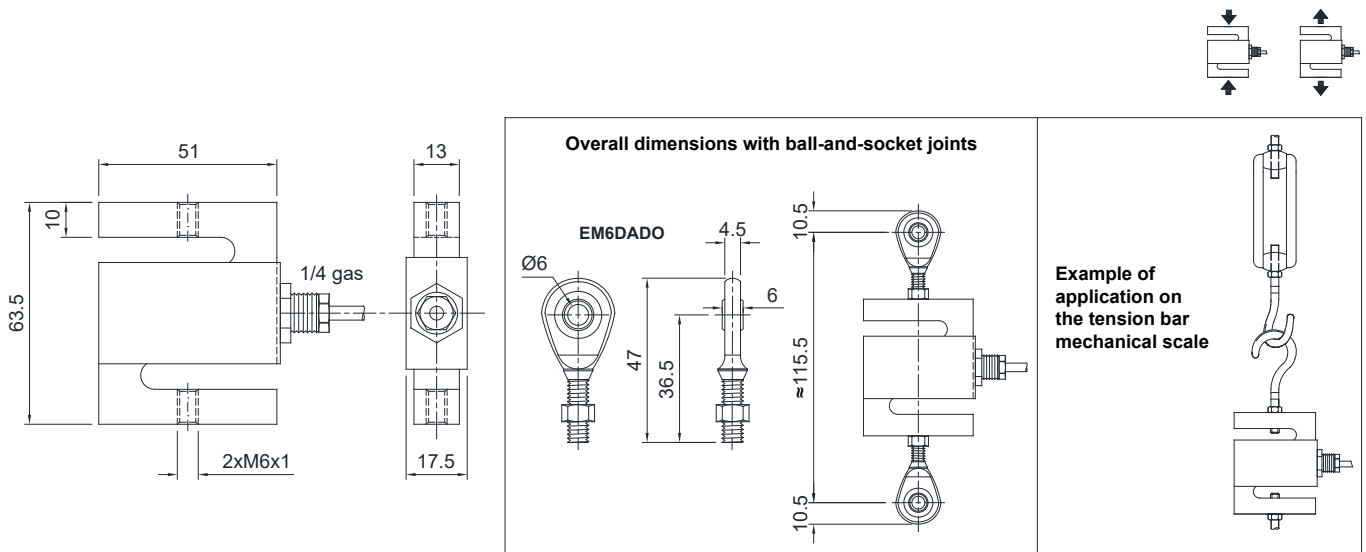 51
13
10
63.5
1/4 gas
2xM6x1
17.5
Overall dimensions with ball-and-socket joints
EM6DADO
Ø6
4.5
6
47
36.5
10.5
≈115.5
10.5
Example of
application on
the tension bar
mechanical scale